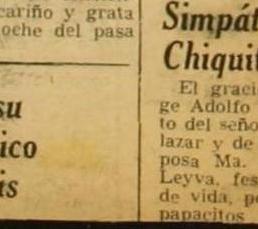 cariño y grata
oche del pasa
su
ico
is
Simpát
Chiquit
El graci
ge Adolfo
to del seño
lazar y de
posa Ma.
Leyva, fes
de vida, p
papacitos